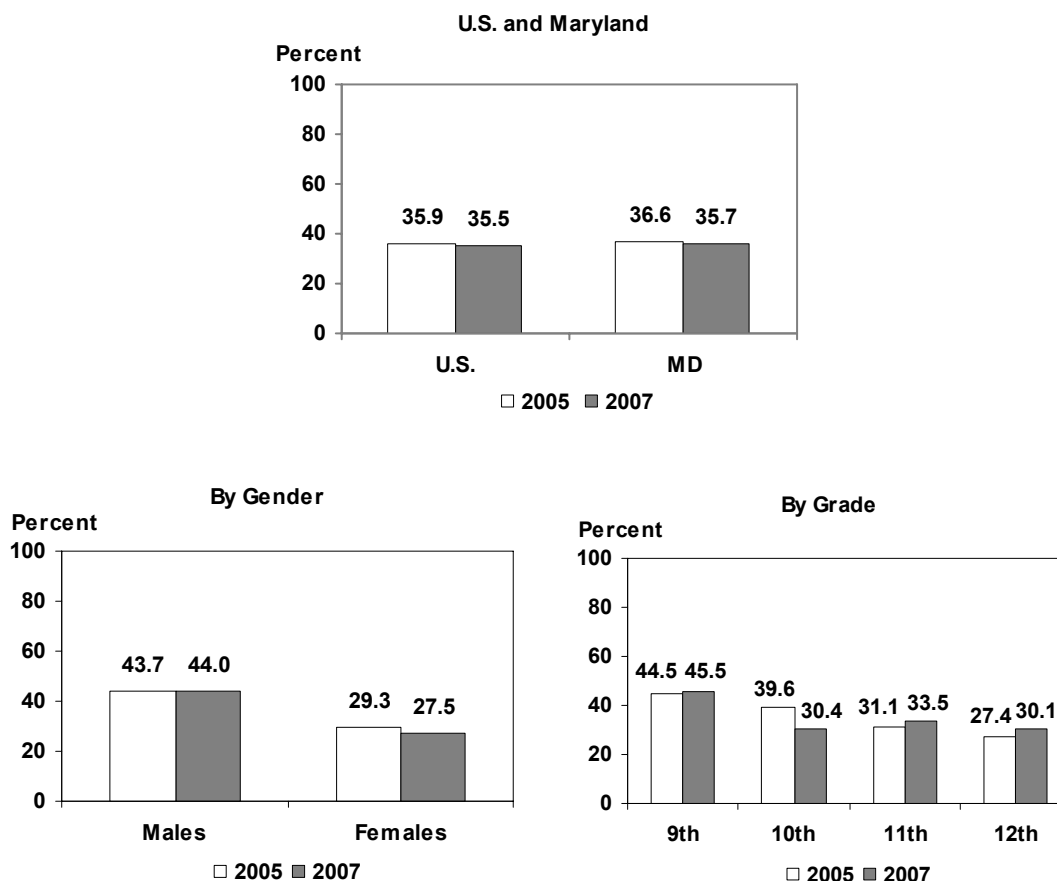 U.S. and Maryland
Percent
100
80
60
40
20
0
35.9 35.5 36.6 35.7
U.S. MD
2005 2007
By Gender
Percent
100
80
60
40
20
0
43.7 44.0 29.3 27.5
Males Females
2005 2007
By Grade
Percent
100
80
60
40
20
0
44.5 45.5 39.6 30.4 31.1 33.5 27.4 30.1
9th 10th 11th 12th
2005 2007